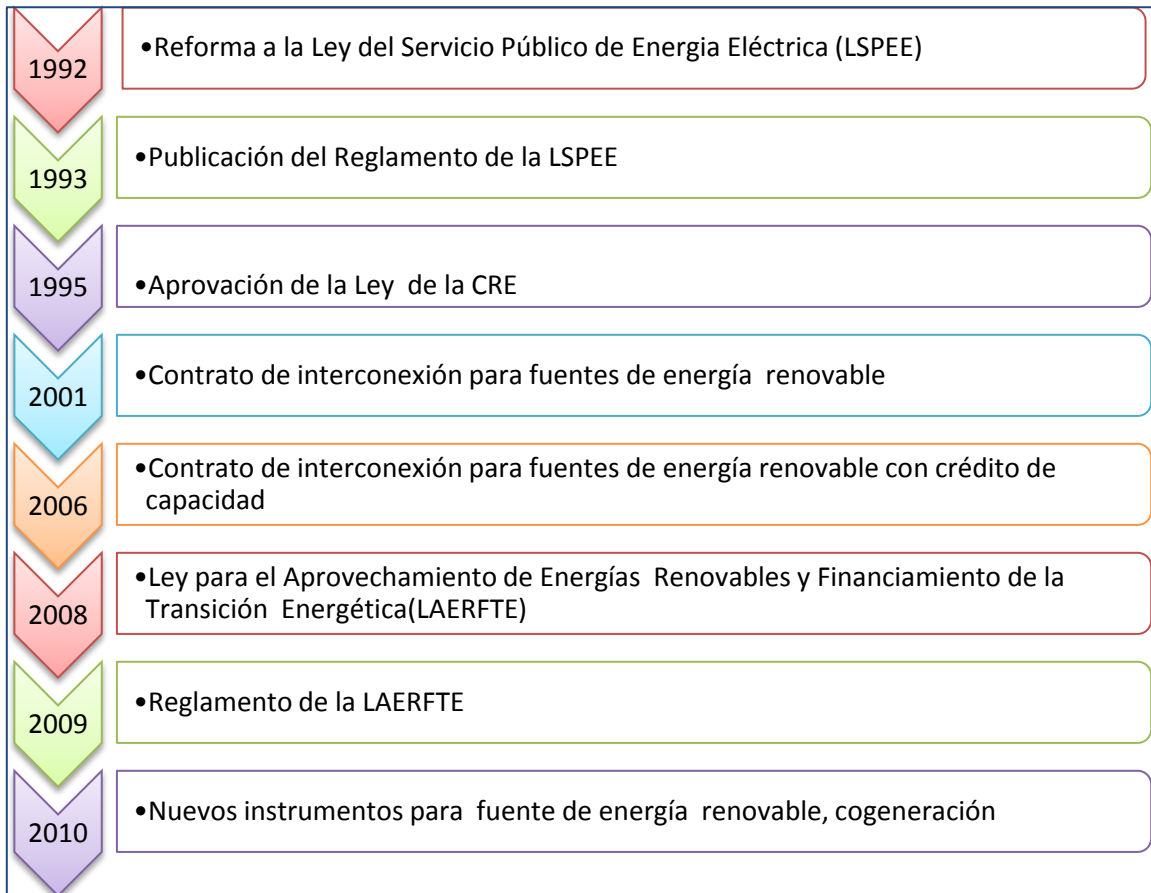 1992
•Reforma a la Ley del Servicio Público de Energia Eléctrica (LSPEE)
1993
•Publicación del Reglamento de la LSPEE
1995
•Aprovación de la Ley de la CRE
2001
•Contrato de interconexión para fuentes de energía renovable
2006
•Contrato de interconexión para fuentes de energía renovable con crédito de
capacidad
2008
•Ley para el Aprovechamiento de Energías Renovables y Financiamiento de la
Transición Energética(LAERFTE)
2009
•Reglamento de la LAERFTE
2010
•Nuevos instrumentos para fuente de energía renovable, cogeneración